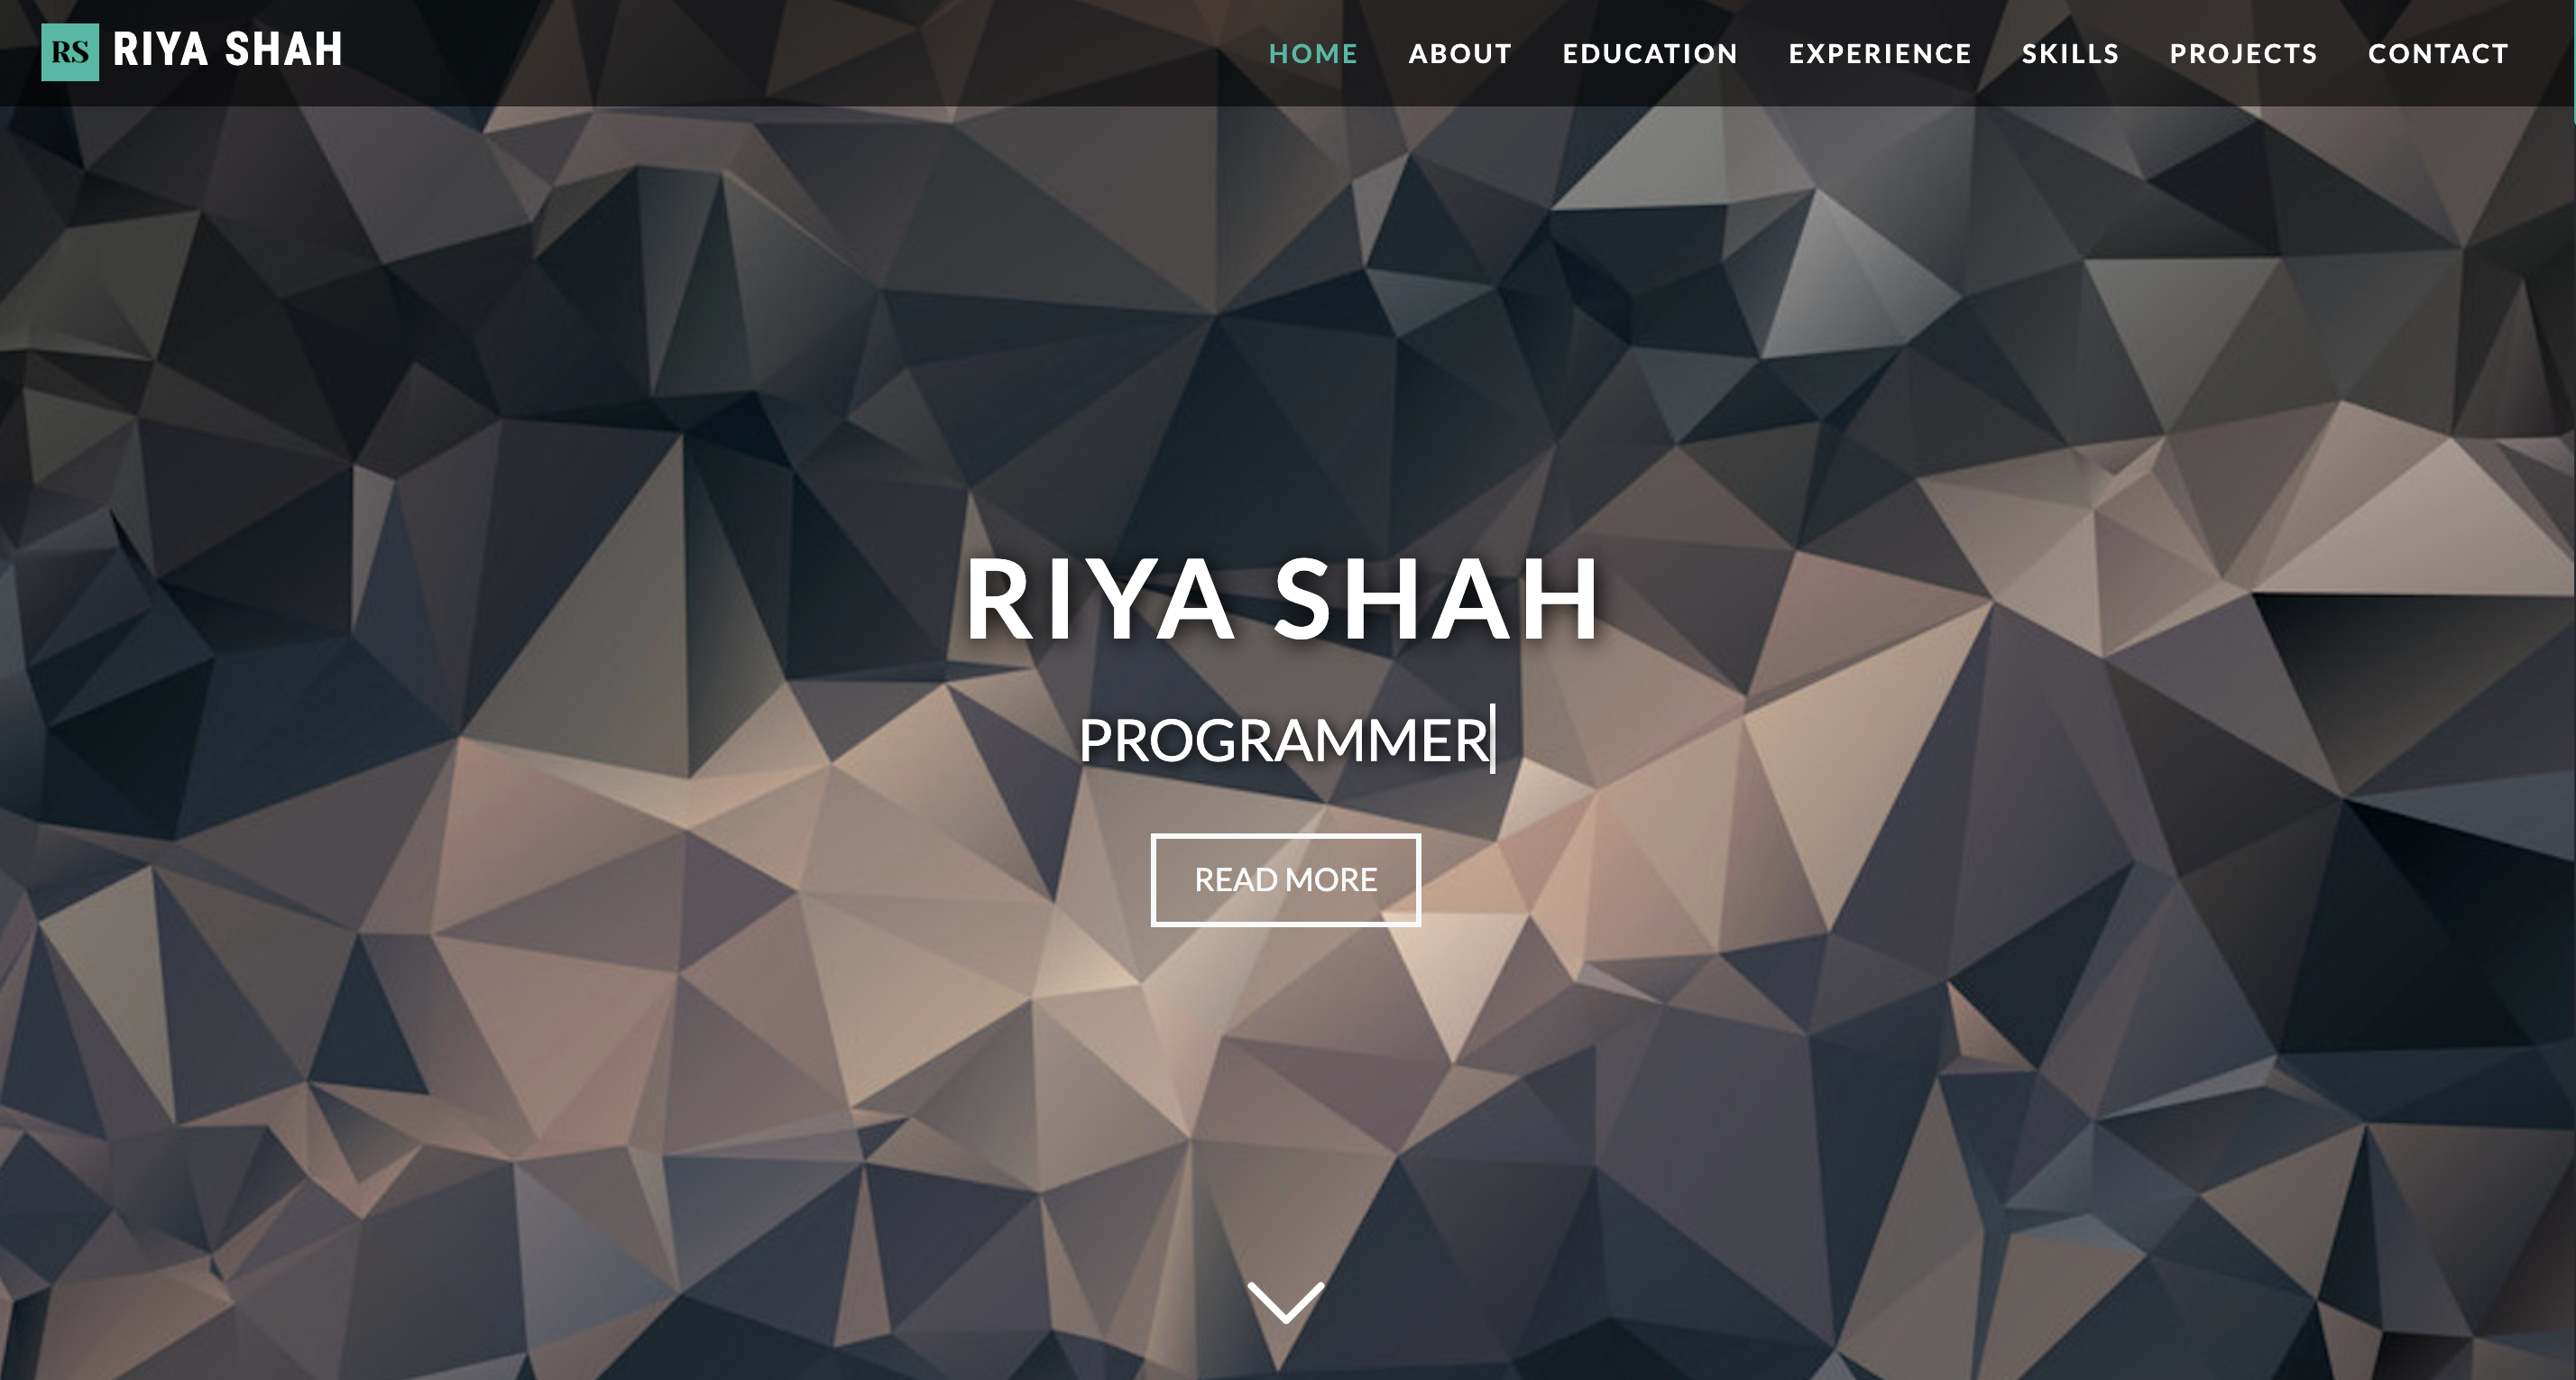 RS RIYA SHAH
HOME ABOUT EDUCATION EXPERIENCE SKILLS PROJECTS CONTACT
RIYA SHAH
PROGRAMMER
READ MORE